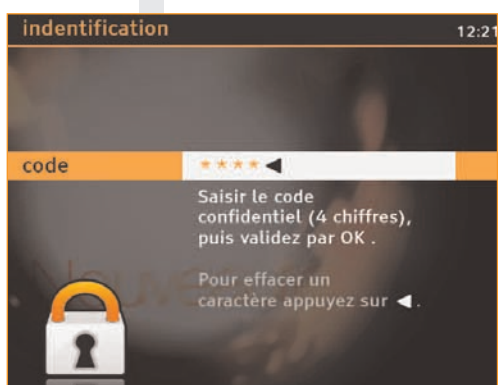 indentification 12:21
code ****◀
Saisir le code
confidentiel (4 chiffres),
puis validez par OK .
Pour effacer un
caractère appuyez sur ◀ .